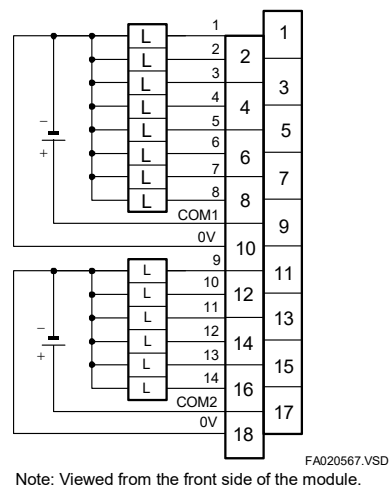 L 1 1
L 2 2
L 3 3
L 4 4
L 5 5
L 6 6
L 7 7
L 8 8
− +
COM1 9
0V 10
L 9 11
L 10 12
L 11 13
L 12 14
L 13 15
L 14 16
− +
COM2 17
0V 18
FA020567.VSD
Note: Viewed from the front side of the module.